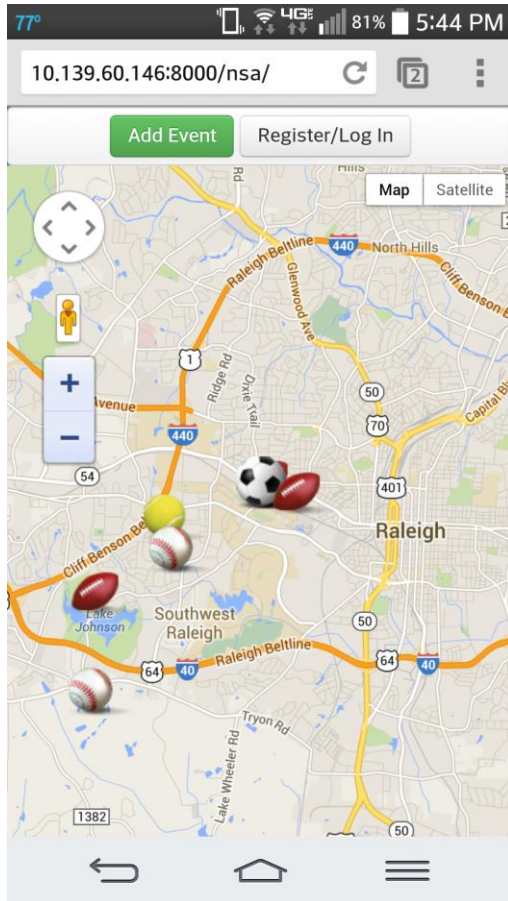 77°
4G
81%
5:44 PM
10.139.60.146:8000/nsa/
2
Add Event
Register/Log In
Hills
Rd
Map
Satellite
Raleigh Beltline
440
North Hills
Glenwood Ave
Cliff Benson
1
Ridge Rd
Dixie Trail
50
70
Capital
Avenue
440
54
401
Raleigh
Cliff Benson
Lake
Johnson
Southwest
Raleigh
50
Raleigh Beltline
64
40
64
40
Tryon Rd
Lake Wheeler Rd
1382
50